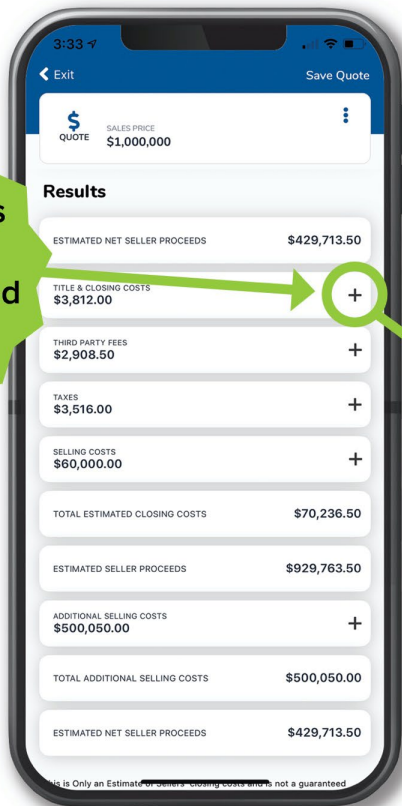 3:33
Exit
Save Quote
$
QUOTE
SALES PRICE
$1,000,000
Results
ESTIMATED NET SELLER PROCEEDS $429,713.50
TITLE & CLOSING COSTS
$3,812.00
+
THIRD PARTY FEES
$2,908.50
+
TAXES
$3,516.00
+
SELLING COSTS
$60,000.00
+
TOTAL ESTIMATED CLOSING COSTS $70,236.50
ESTIMATED SELLER PROCEEDS $929,763.50
ADDITIONAL SELLING COSTS
$500,050.00
+
TOTAL ADDITIONAL SELLING COSTS $500,050.00
ESTIMATED NET SELLER PROCEEDS $429,713.50
is Only an Estimate of Sellers' closing costs and is not a guaranteed